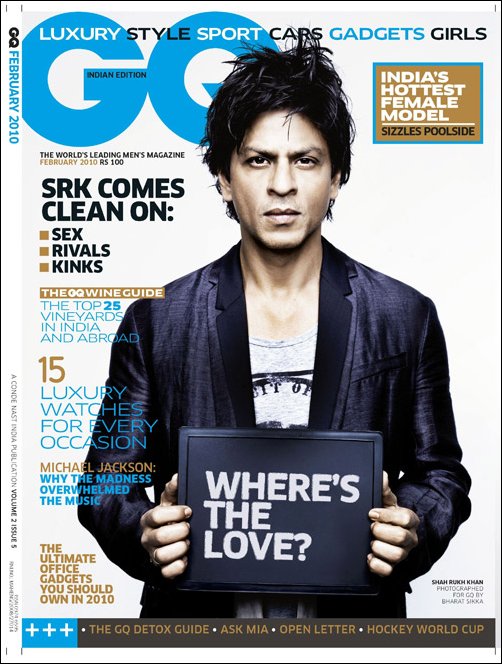 GQ FEBRUARY 2010
LUXURY STYLE SPORT CARS GADGETS GIRLS
GQ
INDIAN EDITION
INDIA'S
HOTTEST
FEMALE
MODEL
SIZZLES POOLSIDE
THE WORLD'S LEADING MEN'S MAGAZINE
FEBRUARY 2010 RS 100
SRK COMES
CLEAN ON:
SEX
RIVALS
KINKS
THE GQ WINE GUIDE
THE TOP 25
VINEYARDS
IN INDIA
AND ABROAD
15
LUXURY
WATCHES
FOR EVERY
OCCASION
MICHAEL JACKSON:
WHY THE MADNESS
OVERWHELMED
THE MUSIC
THE
ULTIMATE
OFFICE
GADGETS
YOU SHOULD
OWN IN 2010
WHERE'S
THE
LOVE?
SHAH RUKH KHAN
PHOTOGRAPHED
FOR GQ BY
BHARAT SIKKA
A CONDE NAST INDIA PUBLICATION VOLUME 2 ISSUE 5
+++ • THE GQ DETOX GUIDE • ASK MIA • OPEN LETTER • HOCKEY WORLD CUP